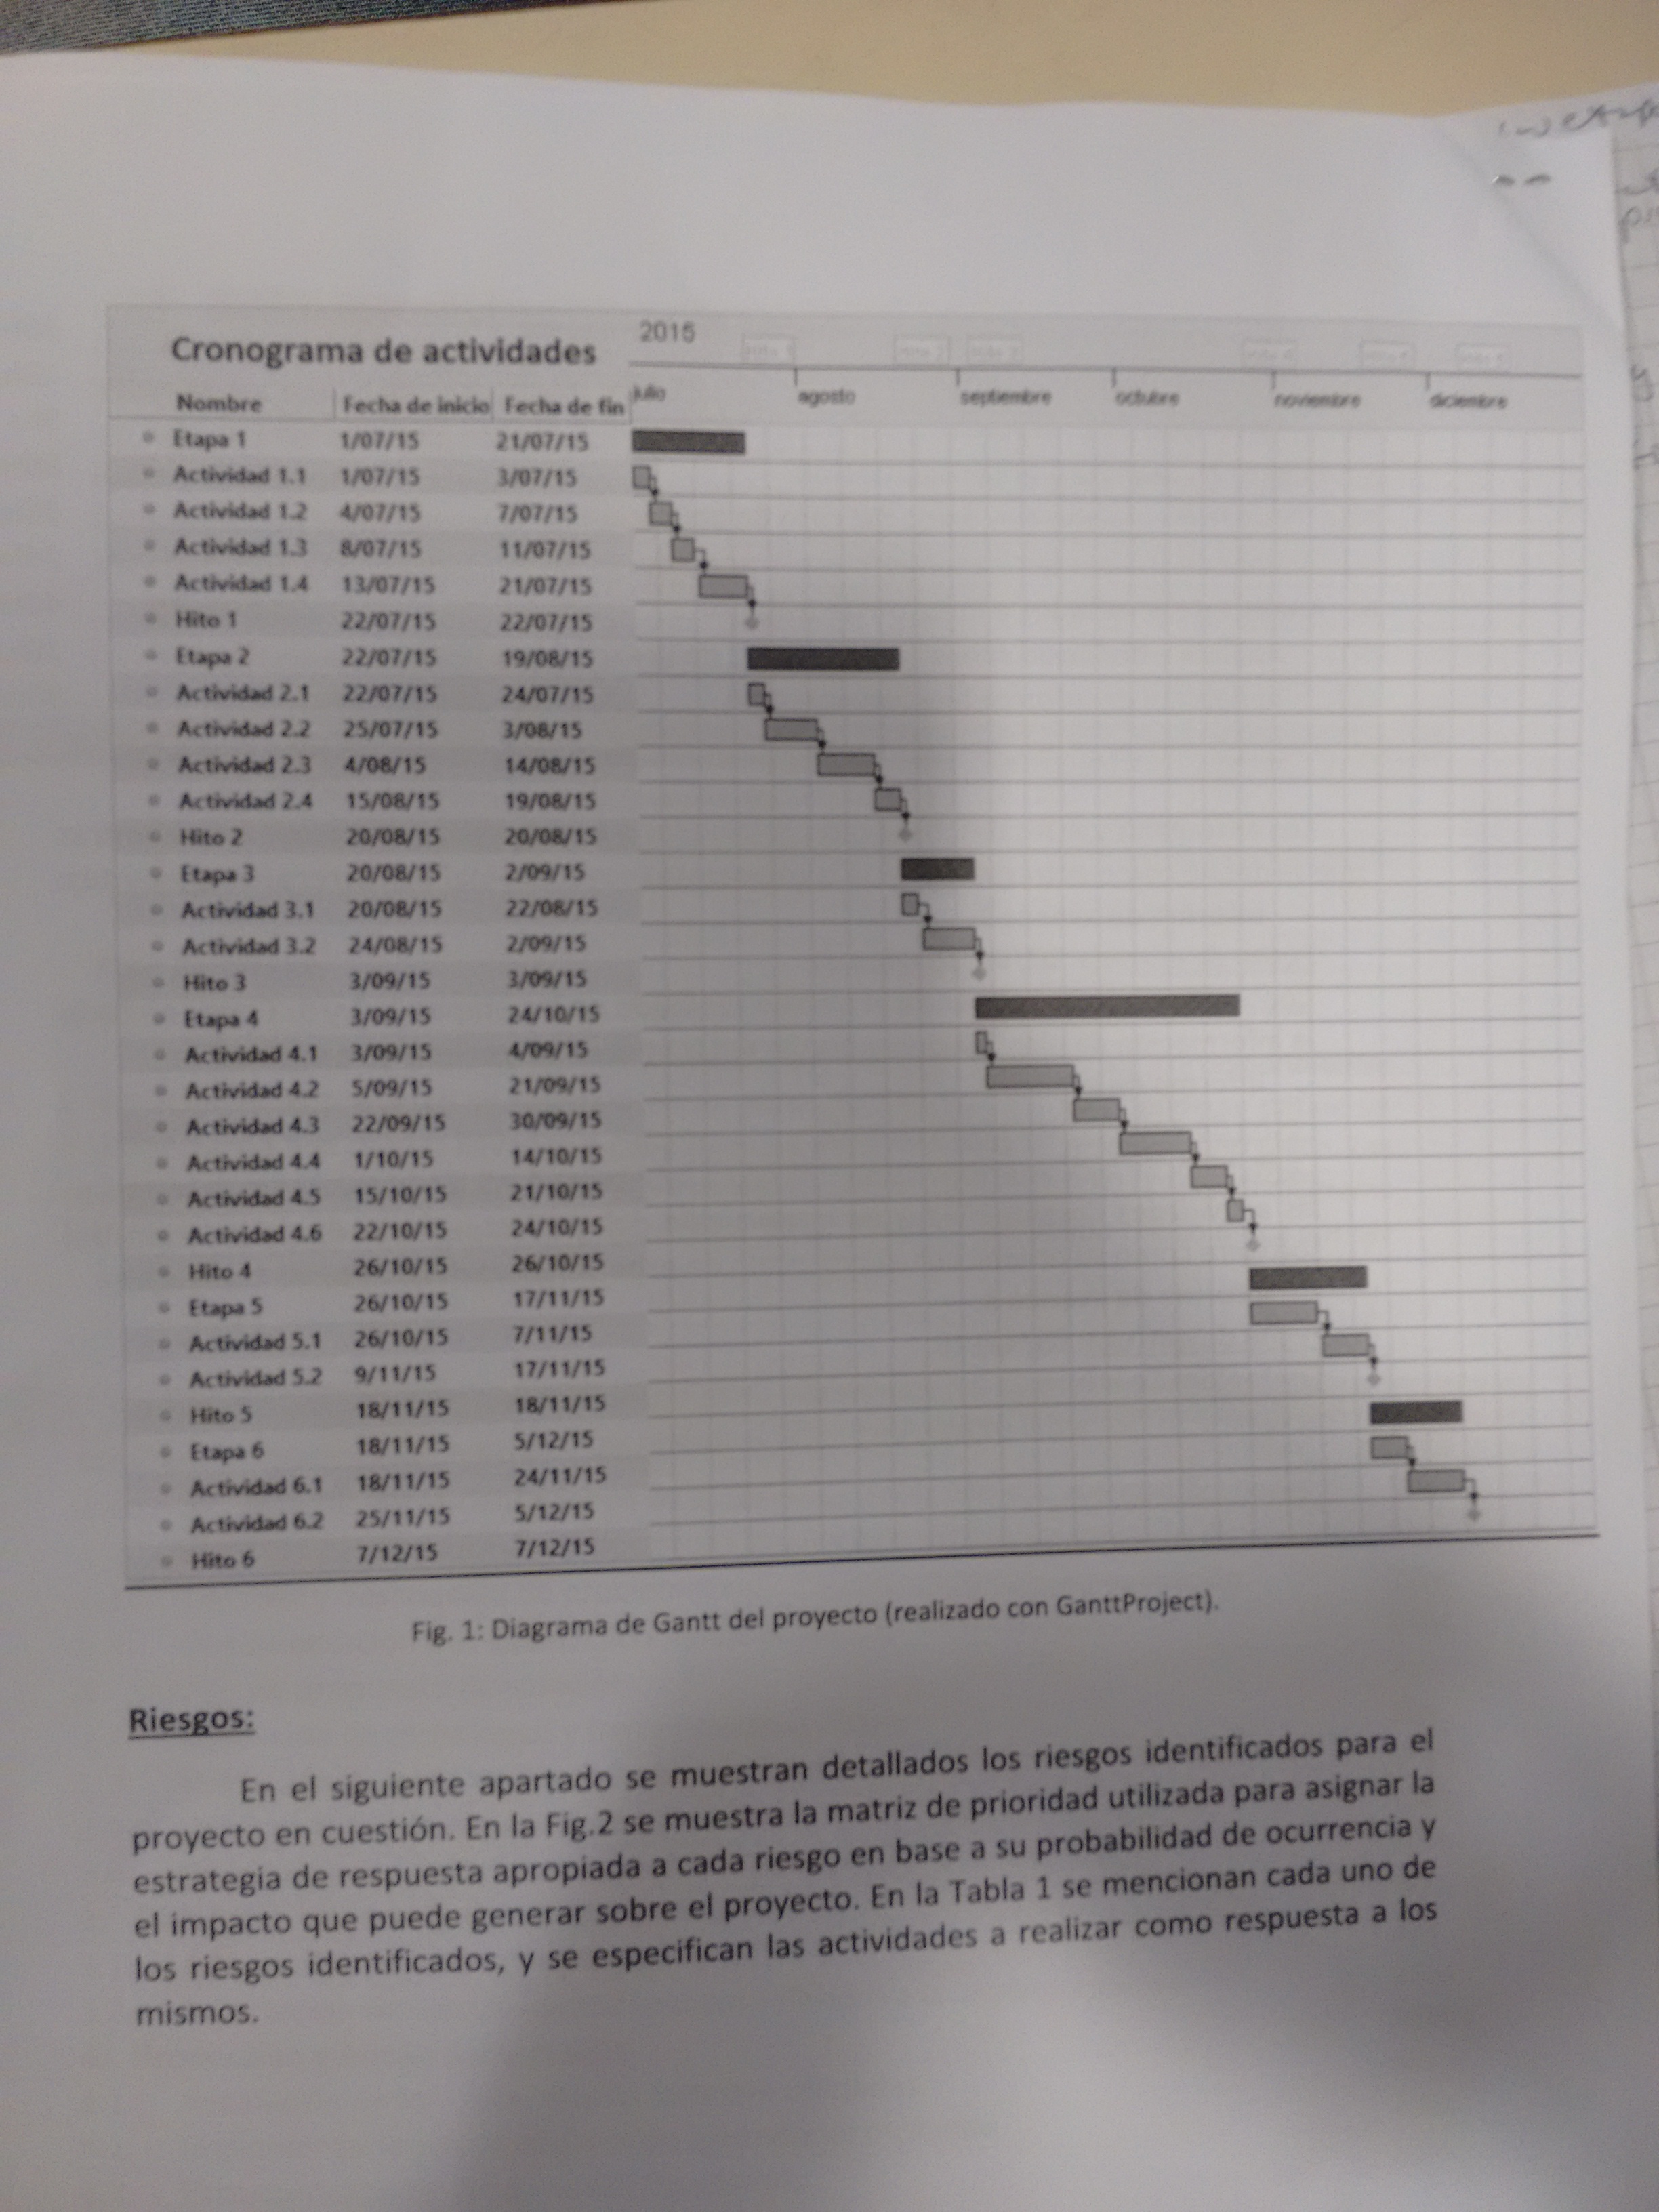 2015
Cronograma de actividades
Nombre Fecha de inicio Fecha de fin julio agosto septiembre octubre noviembre diciembre
Etapa 1 1/07/15 21/07/15
Actividad 1.1 1/07/15 3/07/15
Actividad 1.2 4/07/15 7/07/15
Actividad 1.3 8/07/15 11/07/15
Actividad 1.4 13/07/15 21/07/15
Hito 1 22/07/15 22/07/15
Etapa 2 22/07/15 19/08/15
Actividad 2.1 22/07/15 24/07/15
Actividad 2.2 25/07/15 3/08/15
Actividad 2.3 4/08/15 14/08/15
Actividad 2.4 15/08/15 19/08/15
Hito 2 20/08/15 20/08/15
Etapa 3 20/08/15 2/09/15
Actividad 3.1 20/08/15 22/08/15
Actividad 3.2 24/08/15 2/09/15
Hito 3 3/09/15 3/09/15
Etapa 4 3/09/15 24/10/15
Actividad 4.1 3/09/15 4/09/15
Actividad 4.2 5/09/15 21/09/15
Actividad 4.3 22/09/15 30/09/15
Actividad 4.4 1/10/15 14/10/15
Actividad 4.5 15/10/15 21/10/15
Actividad 4.6 22/10/15 24/10/15
Hito 4 26/10/15 26/10/15
Etapa 5 26/10/15 17/11/15
Actividad 5.1 26/10/15 7/11/15
Actividad 5.2 9/11/15 17/11/15
Hito 5 18/11/15 18/11/15
Etapa 6 18/11/15 5/12/15
Actividad 6.1 18/11/15 24/11/15
Actividad 6.2 25/11/15 5/12/15
Hito 6 7/12/15 7/12/15
Fig. 1: Diagrama de Gantt del proyecto (realizado con GanttProject).
Riesgos:
En el siguiente apartado se muestran detallados los riesgos identificados para el
proyecto en cuestión. En la Fig.2 se muestra la matriz de prioridad utilizada para asignar la
estrategia de respuesta apropiada a cada riesgo en base a su probabilidad de ocurrencia y
el impacto que puede generar sobre el proyecto. En la Tabla 1 se mencionan cada uno de
los riesgos identificados, y se especifican las actividades a realizar como respuesta a los
mismos.